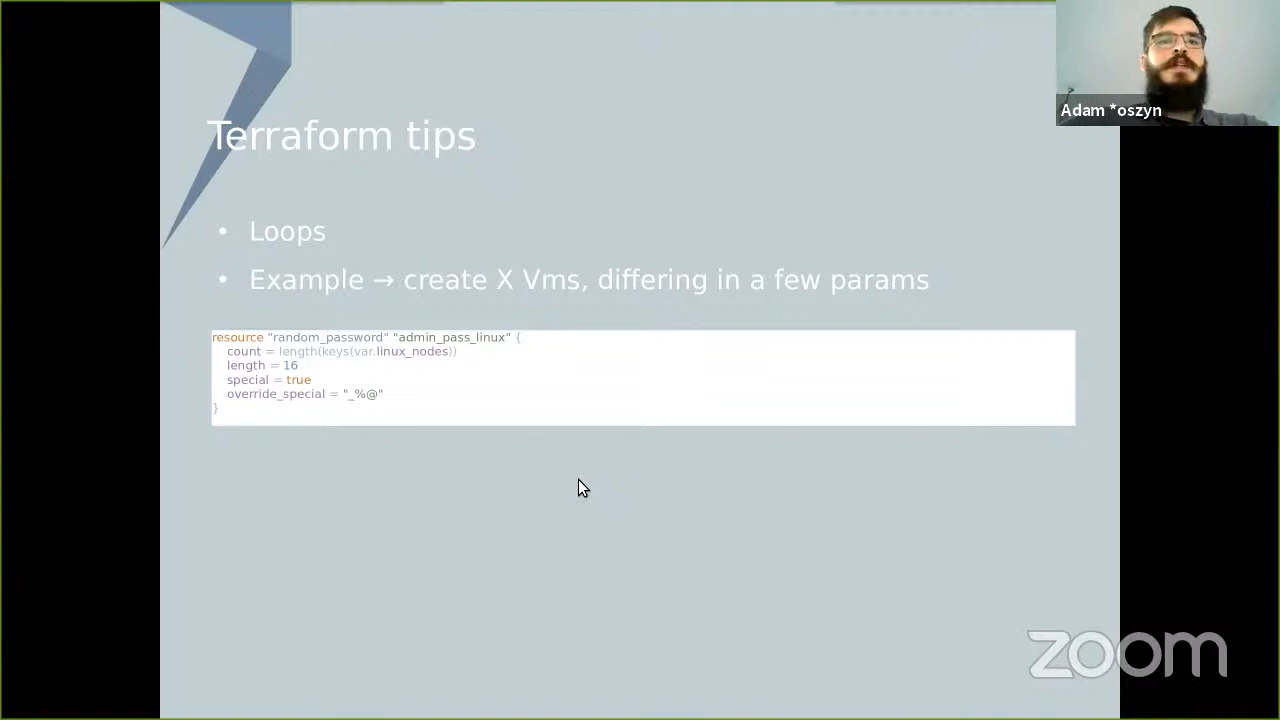 Adam *oszyn
Terraform tips
• Loops
• Example → create X Vms, differing in a few params
resource "random_password" "admin_pass_linux" {
count = length(keys(var.linux_nodes))
length = 16
special = true
override_special = "_%@"
}
zoom